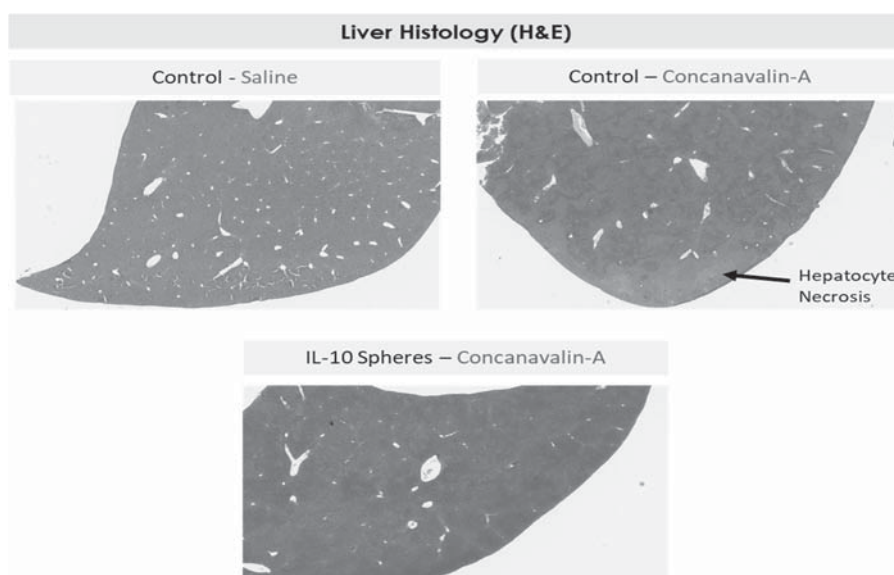 Liver Histology (H&E)
Control - Saline
Control – Concanavalin-A
Hepatocyte
Necrosis
IL-10 Spheres – Concanavalin-A